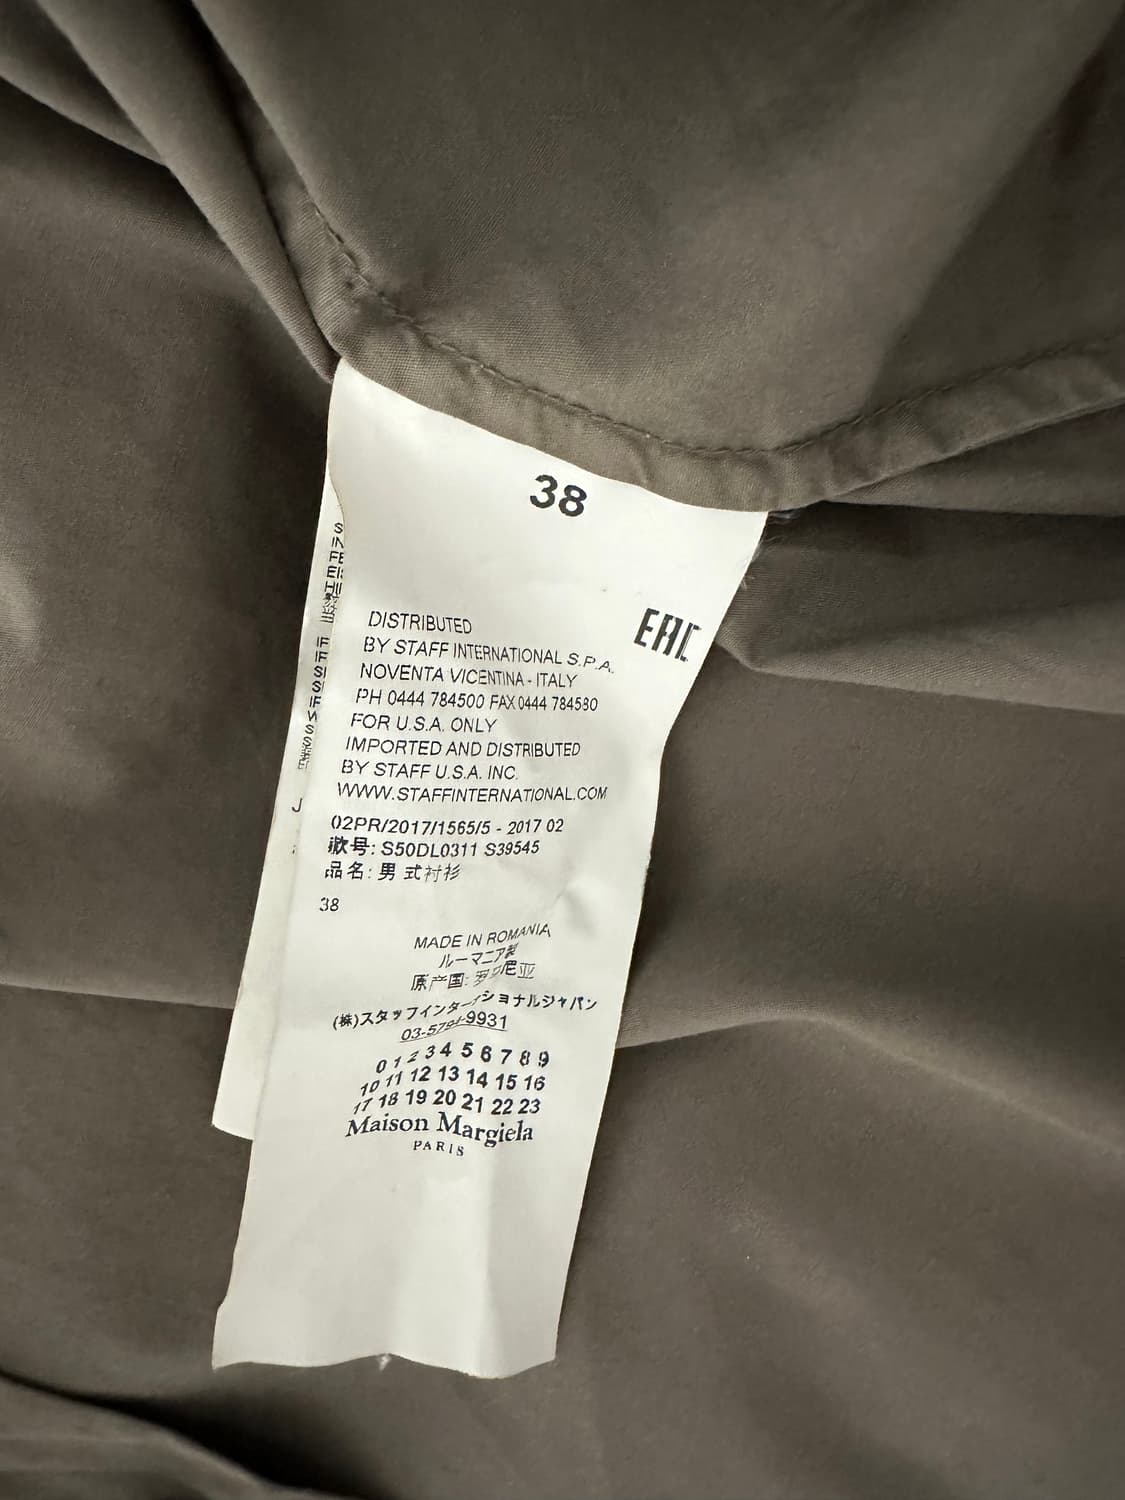 38
EAC
DISTRIBUTED
BY STAFF INTERNATIONAL S.P.A.
NOVENTA VICENTINA - ITALY
PH 0444 784500 FAX 0444 784580
FOR U.S.A. ONLY
IMPORTED AND DISTRIBUTED
BY STAFF U.S.A. INC.
WWW.STAFFINTERNATIONAL.COM
02PR/2017/1565/5 - 2017 02
款号: S50DL0311 S39545
品名: 男式衬衫
38
MADE IN ROMANIA
ルーマニア製
原产国: 罗马尼亚
(株)スタッフインターナショナルジャパン
0 1 2 3 4 5 6 7 8 9
10 11 12 13 14 15 16
17 18 19 20 21 22 23
Maison Margiela
PARIS